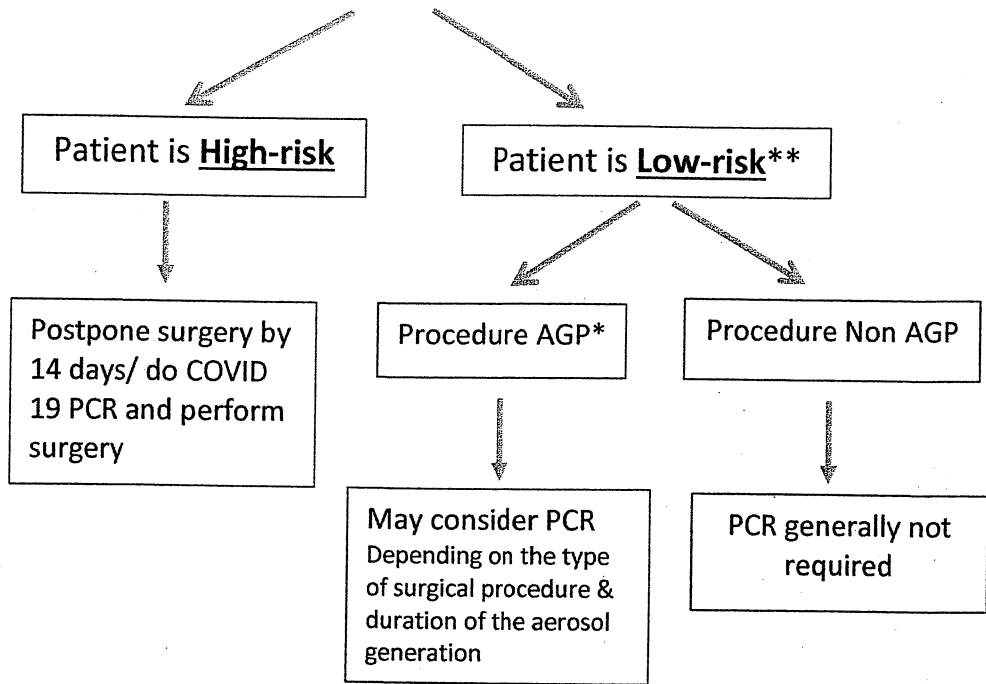 Patient is High-risk
Patient is Low-risk**
Postpone surgery by
14 days/ do COVID
19 PCR and perform
surgery
Procedure AGP*
Procedure Non AGP
May consider PCR
Depending on the type
of surgical procedure &
duration of the aerosol
generation
PCR generally not
required